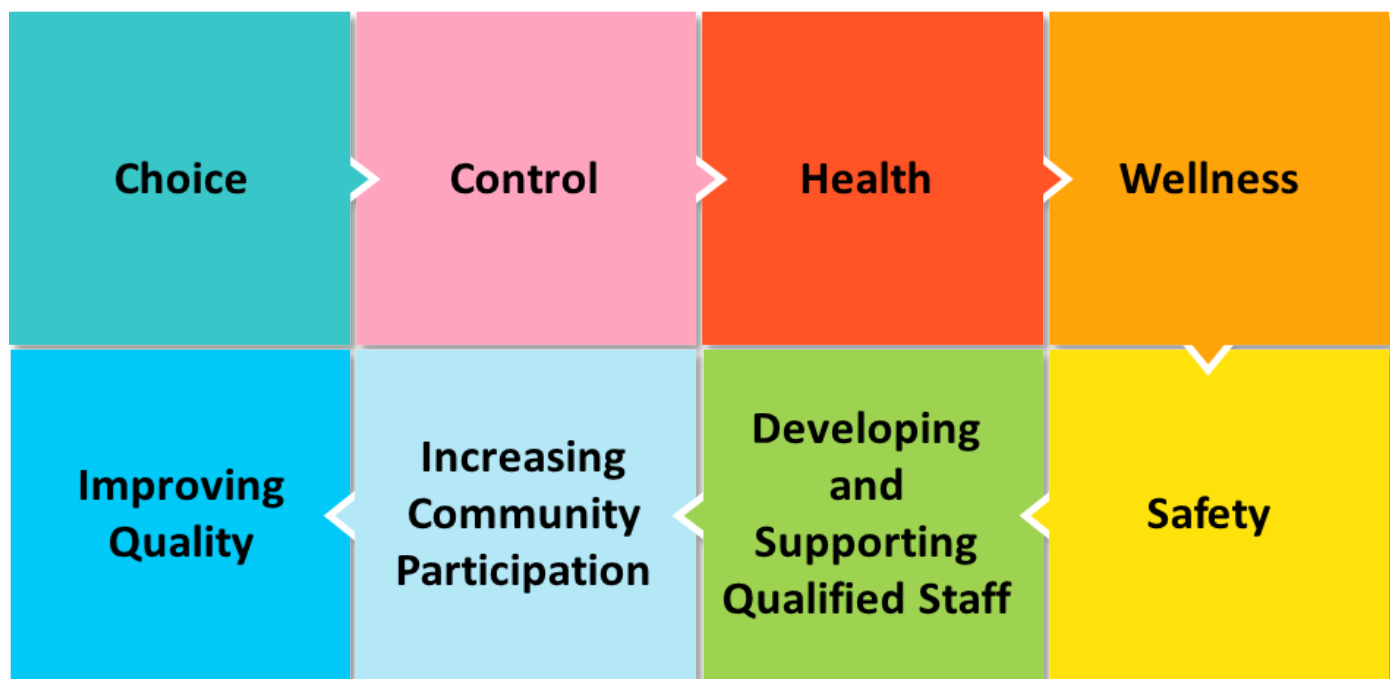 Choice
Control
Health
Wellness
Safety
Developing
and
Supporting
Qualified Staff
Increasing
Community
Participation
Improving
Quality